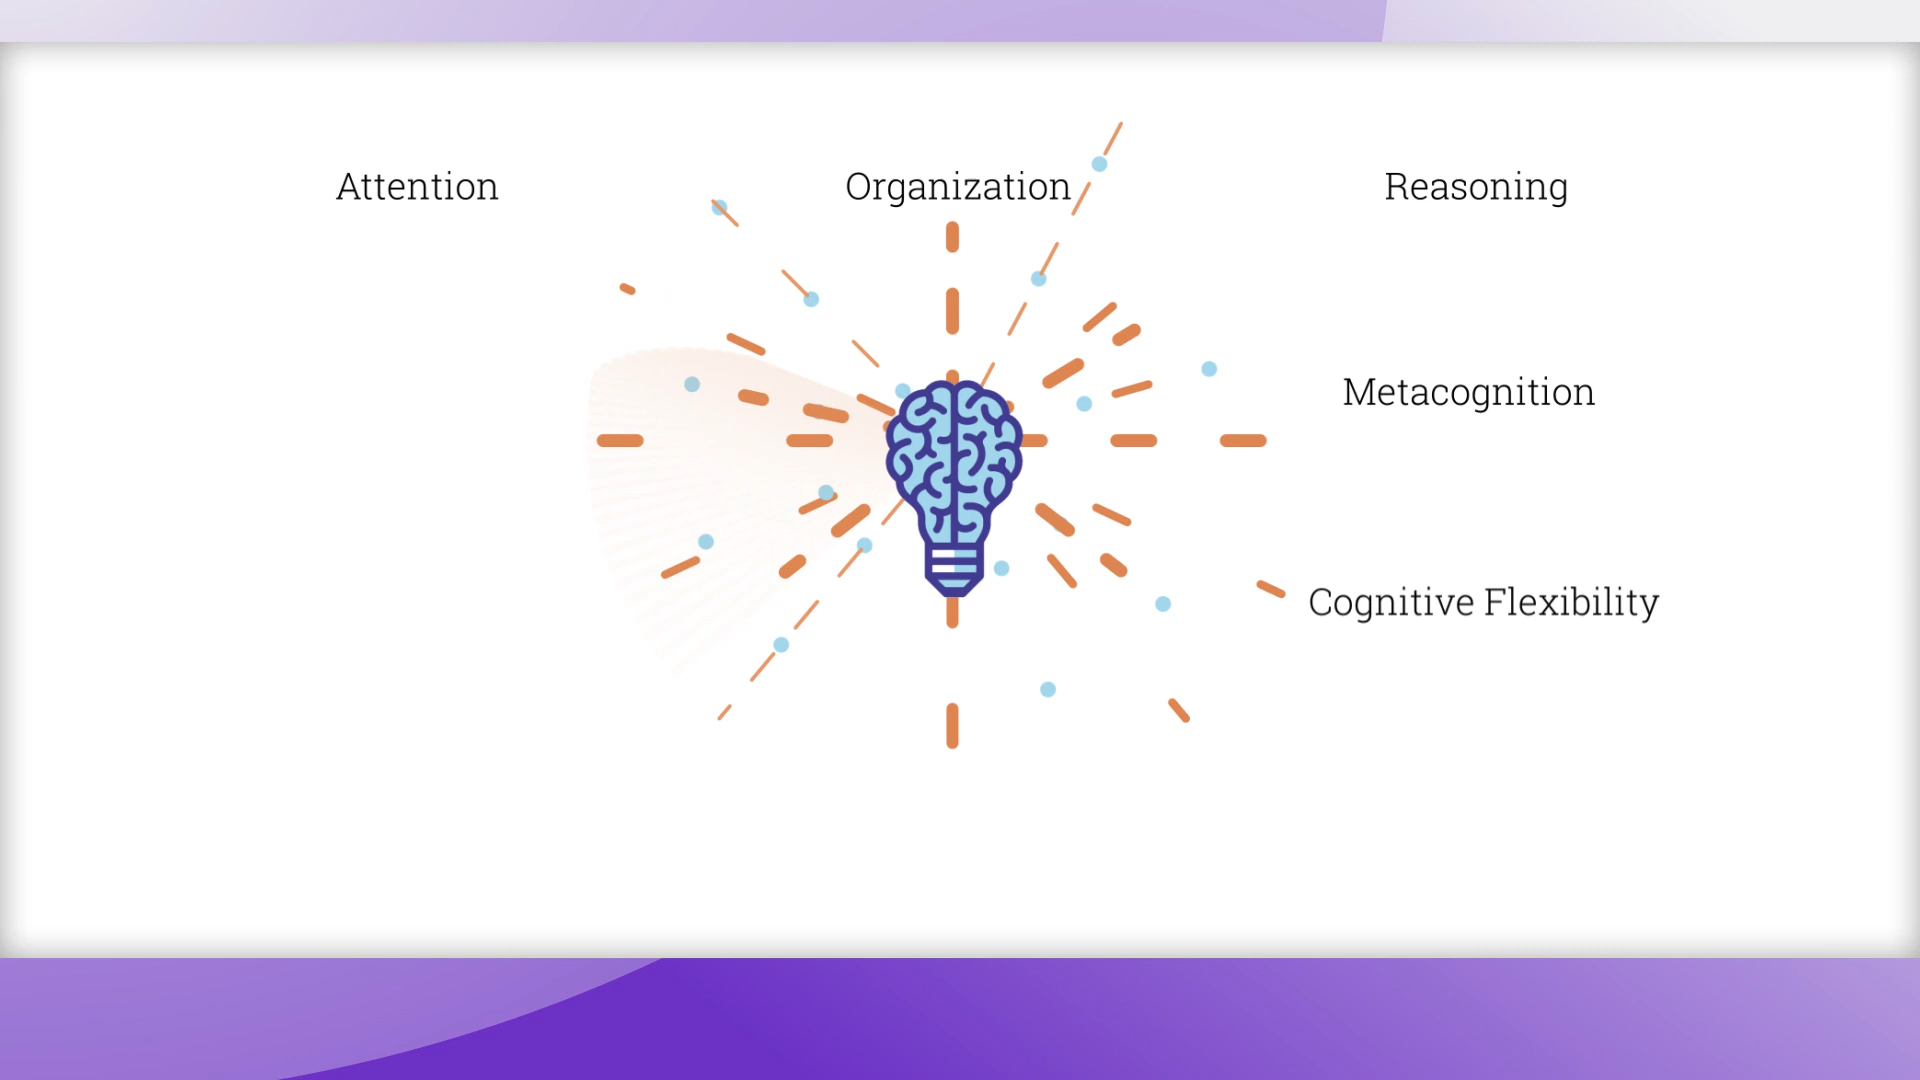 Attention
Organization
Reasoning
Metacognition
Cognitive Flexibility